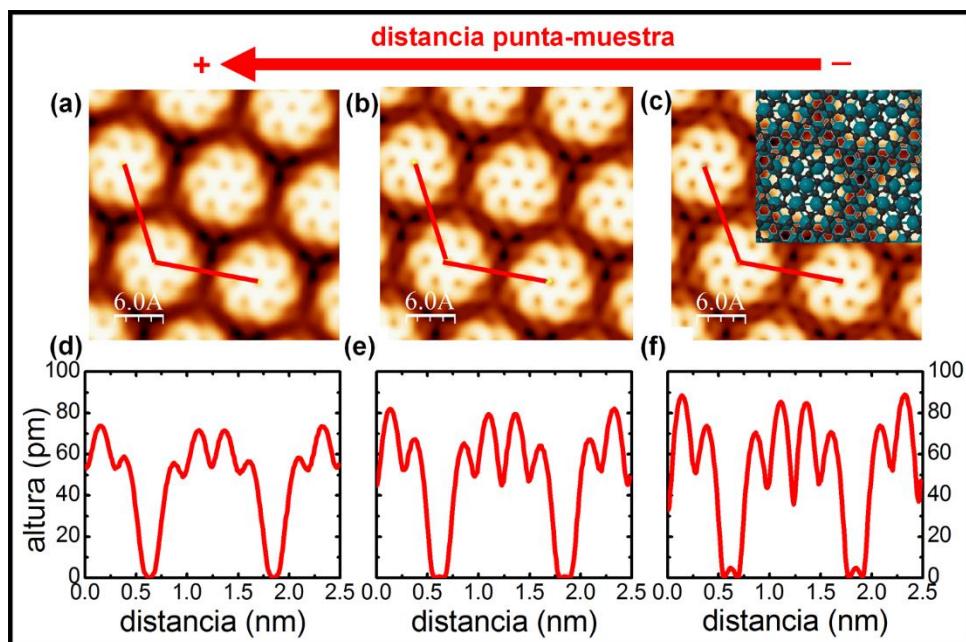 distancia punta-muestra
+ −
(a) (b) (c)
6.0A 6.0A 6.0A
(d) (e) (f)
100 100
80 80
60 60
40 40
20 20
0 0
altura (pm)
0.0 0.5 1.0 1.5 2.0 2.5 0.0 0.5 1.0 1.5 2.0 2.5 0.0 0.5 1.0 1.5 2.0 2.5
distancia (nm) distancia (nm) distancia (nm)